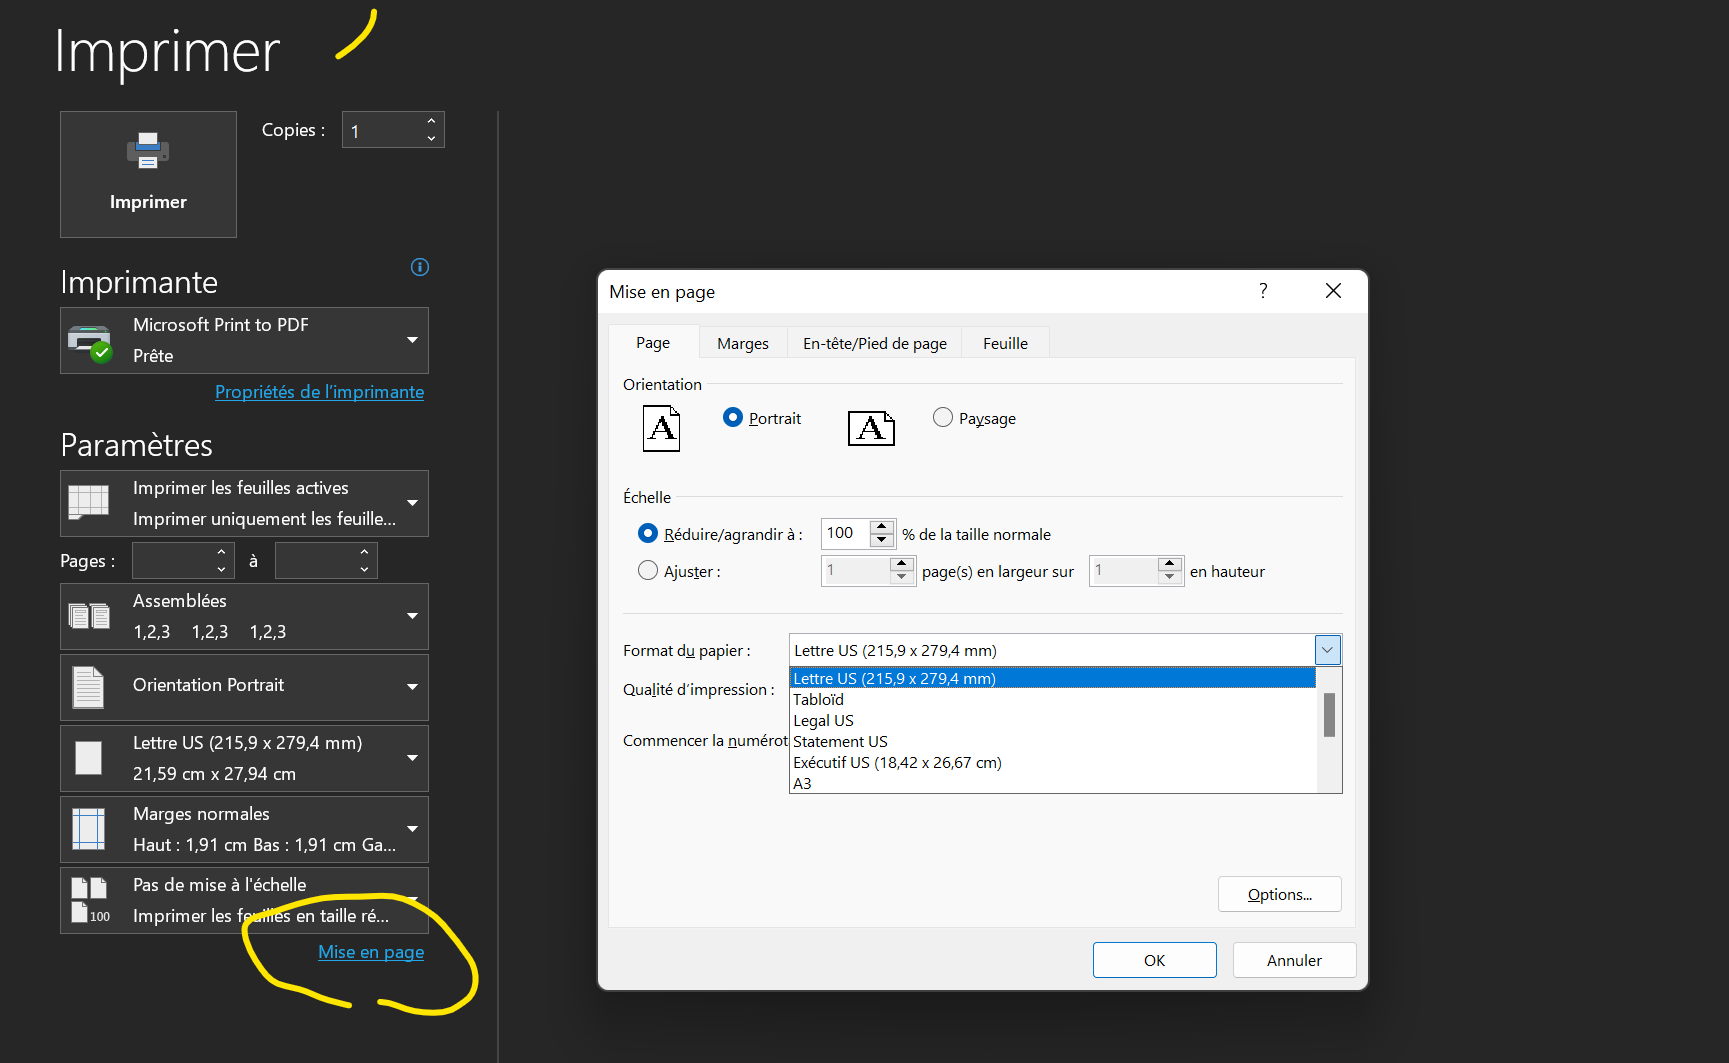 Imprimer
Imprimer
Copies :
1
Imprimante
Microsoft Print to PDF
Prête
Propriétés de l'imprimante
Paramètres
Imprimer les feuilles actives
Imprimer uniquement les feuille...
Pages :
à
Assemblées
1,2,3 1,2,3 1,2,3
Orientation Portrait
Lettre US (215,9 x 279,4 mm)
21,59 cm x 27,94 cm
Marges normales
Haut : 1,91 cm Bas : 1,91 cm Ga...
Pas de mise à l'échelle
100
Imprimer les feuilles en taille ré...
Mise en page
Mise en page
?
Page
Marges
En-tête/Pied de page
Feuille
Orientation
A
Portrait
A
Paysage
Échelle
Réduire/agrandir à :
100
% de la taille normale
Ajuster :
1
page(s) en largeur sur
1
en hauteur
Format du papier :
Lettre US (215,9 x 279,4 mm)
Lettre US (215,9 x 279,4 mm)
Qualité d'impression :
Tabloïd
Legal US
Commencer la numérot
Statement US
Exécutif US (18,42 x 26,67 cm)
A3
Options...
OK
Annuler